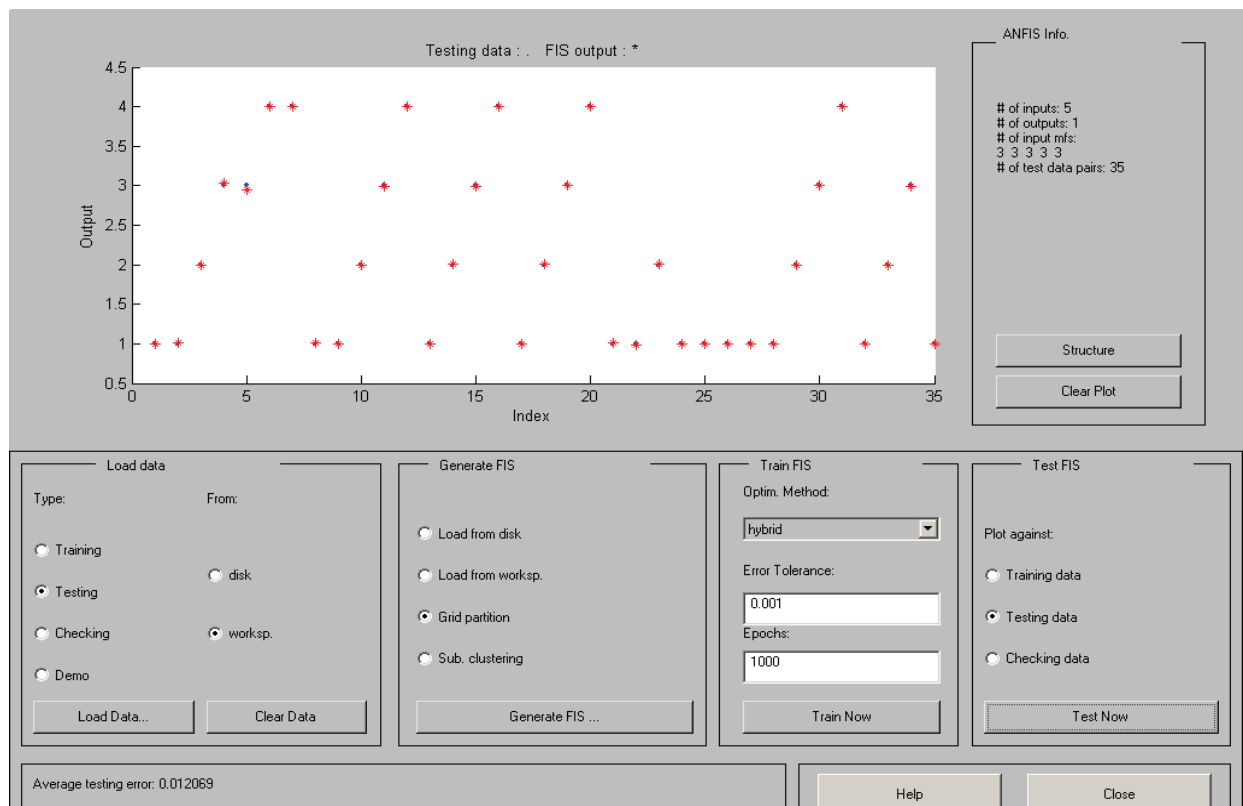 Testing data : .   FIS output : *
4.5
4
3.5
3
2.5
2
1.5
1
0.5
Output
0
5
10
15
20
25
30
35
Index
ANFIS Info.
# of inputs: 5
# of outputs: 1
# of input mfs:
3 3 3 3 3
# of test data pairs: 35
Structure
Clear Plot
Load data
Type:
From:
Training
Testing
Checking
Demo
disk
worksp.
Load Data...
Clear Data
Generate FIS
Load from disk
Load from worksp.
Grid partition
Sub. clustering
Generate FIS ...
Train FIS
Optim. Method:
hybrid
Error Tolerance:
0.001
Epochs:
1000
Train Now
Test FIS
Plot against:
Training data
Testing data
Checking data
Test Now
Average testing error: 0.012069
Help
Close